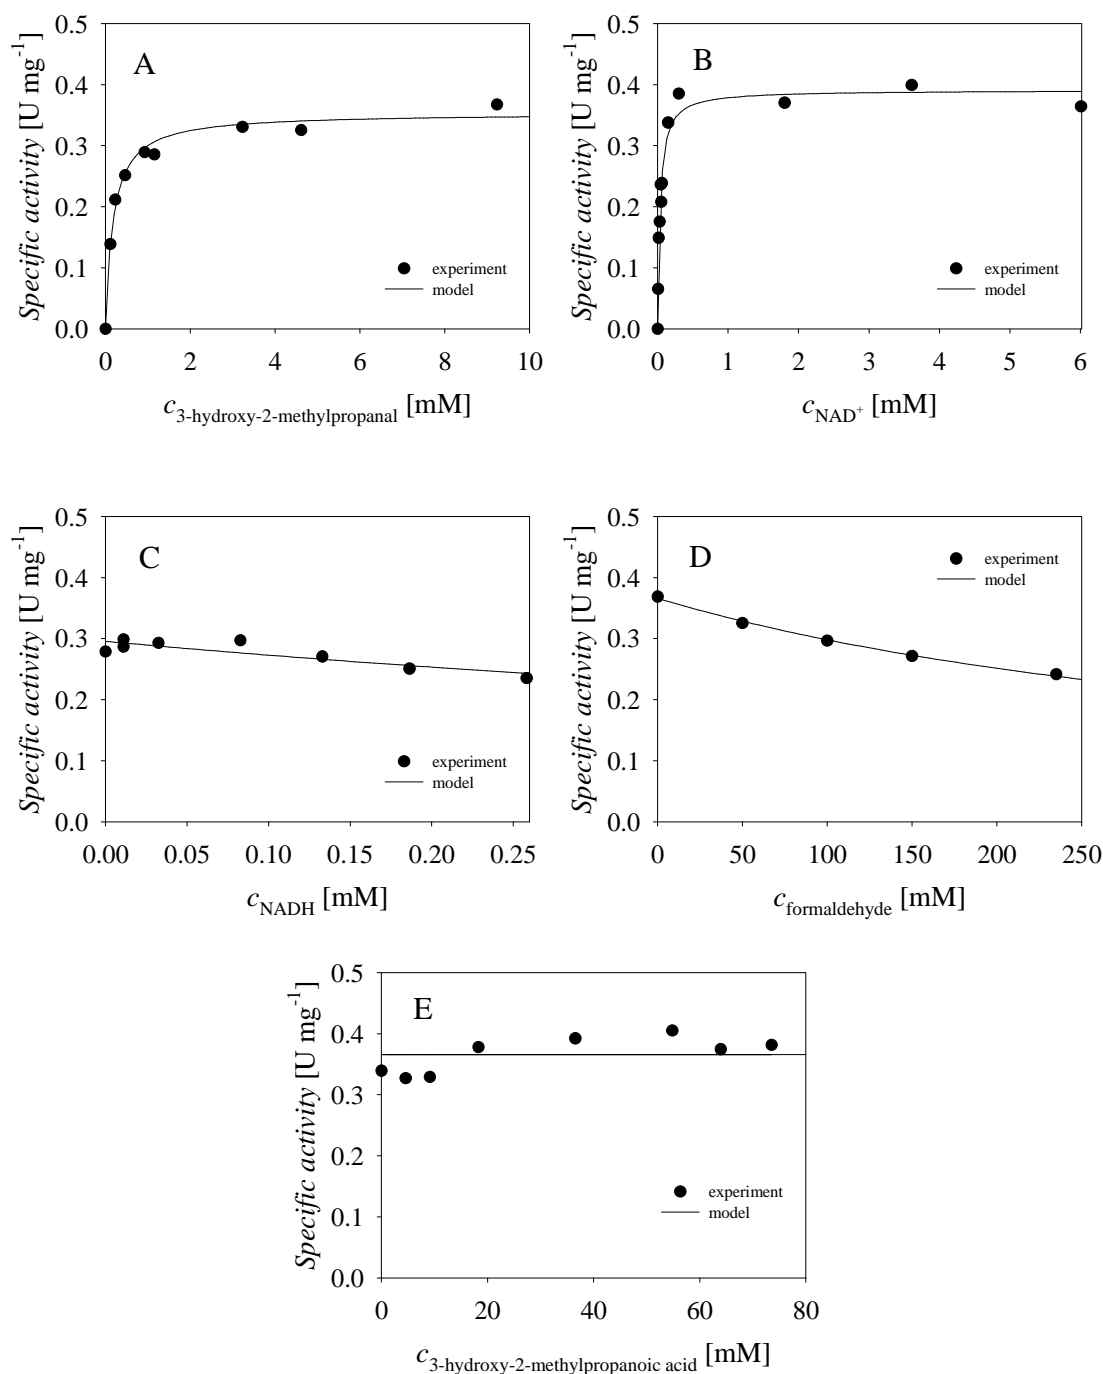 A
Specific activity [U mg⁻¹]
0.5
0.4
0.3
0.2
0.1
0.0
experiment
model
0 2 4 6 8 10
c3-hydroxy-2-methylpropanal [mM]
B
Specific activity [U mg⁻¹]
0.5
0.4
0.3
0.2
0.1
0.0
experiment
model
0 1 2 3 4 5 6
cNAD⁺ [mM]
C
Specific activity [U mg⁻¹]
0.5
0.4
0.3
0.2
0.1
0.0
experiment
model
0.00 0.05 0.10 0.15 0.20 0.25
cNADH [mM]
D
Specific activity [U mg⁻¹]
0.5
0.4
0.3
0.2
0.1
0.0
experiment
model
0 50 100 150 200 250
cformaldehyde [mM]
E
Specific activity [U mg⁻¹]
0.5
0.4
0.3
0.2
0.1
0.0
experiment
model
0 20 40 60 80
c3-hydroxy-2-methylpropanoic acid [mM]